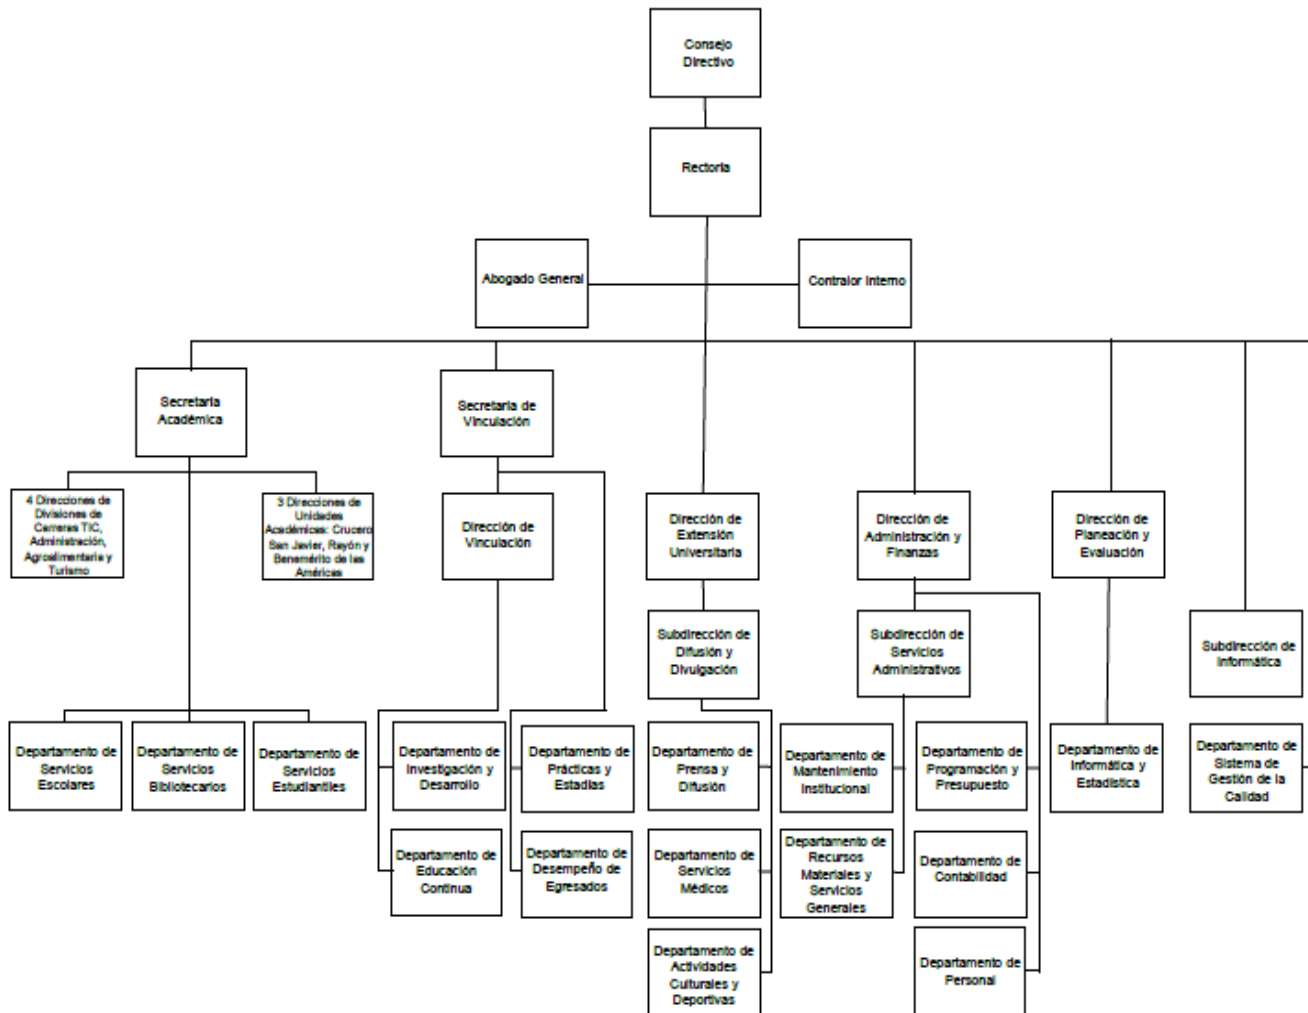 Consejo
Directivo
Rectoría
Abogado General
Contralor Interno
Secretaría
Académica
Secretaría de
Vinculación
4 Direcciones de
Divisiones de
Carreras TIC,
Administración,
Agroalimentaria y
Turismo
3 Direcciones de
Unidades
Académicas: Crucero
San Javier, Rayón y
Benemérito de las
Américas
Dirección de
Vinculación
Dirección de
Extensión
Universitaria
Dirección de
Administración y
Finanzas
Dirección de
Planeación y
Evaluación
Subdirección de
Difusión y
Divulgación
Subdirección de
Servicios
Administrativos
Subdirección de
Informática
Departamento de
Servicios
Escolares
Departamento de
Servicios
Bibliotecarios
Departamento de
Servicios
Estudiantiles
Departamento de
Investigación y
Desarrollo
Departamento de
Prácticas y
Estadías
Departamento de
Prensa y
Difusión
Departamento de
Mantenimiento
Institucional
Departamento de
Programación y
Presupuesto
Departamento de
Informática y
Estadística
Departamento de
Sistema de
Gestión de la
Calidad
Departamento de
Educación
Continua
Departamento de
Desempeño de
Egresados
Departamento de
Servicios
Médicos
Departamento de
Recursos
Materiales y
Servicios
Generales
Departamento de
Contabilidad
Departamento de
Actividades
Culturales y
Deportivas
Departamento de
Personal